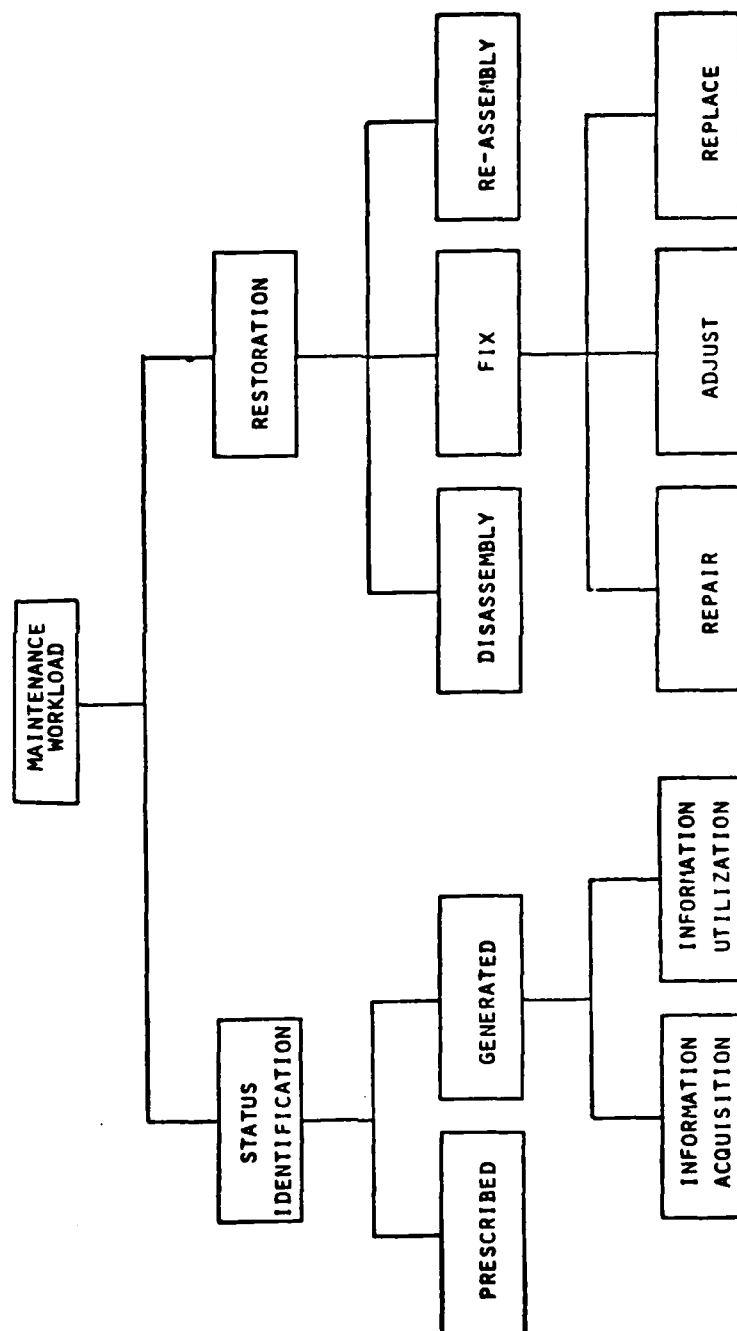 MAINTENANCE
WORKLOAD
STATUS
IDENTIFICATION
RESTORATION
PRESCRIBED
GENERATED
DISASSEMBLY
FIX
RE-ASSEMBLY
INFORMATION
ACQUISITION
INFORMATION
UTILIZATION
REPAIR
ADJUST
REPLACE